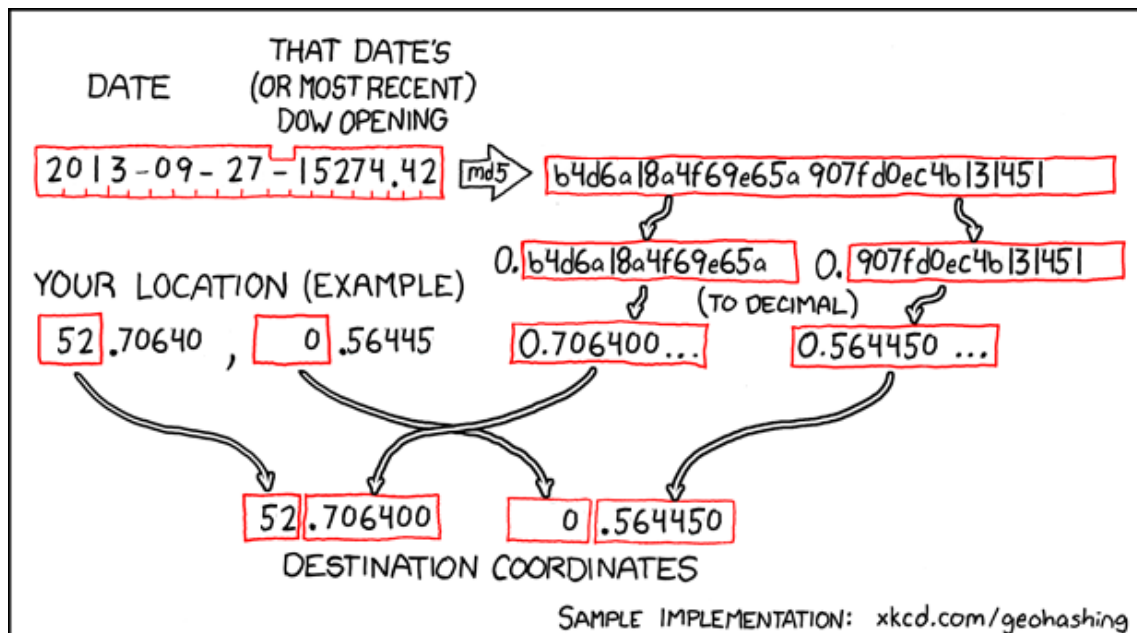 DATE
THAT DATE'S
(OR MOST RECENT)
DOW OPENING
2013-09-27-15274.42
md5
b4d6a18a4f69e65a907fd0ec4b131451
0.b4d6a18a4f69e65a
0.907fd0ec4b131451
YOUR LOCATION (EXAMPLE)
(TO DECIMAL)
52.70640, 0.56445
0.706400...
0.564450 ...
52.706400
0.564450
DESTINATION COORDINATES
SAMPLE IMPLEMENTATION: xkcd.com/geohashing